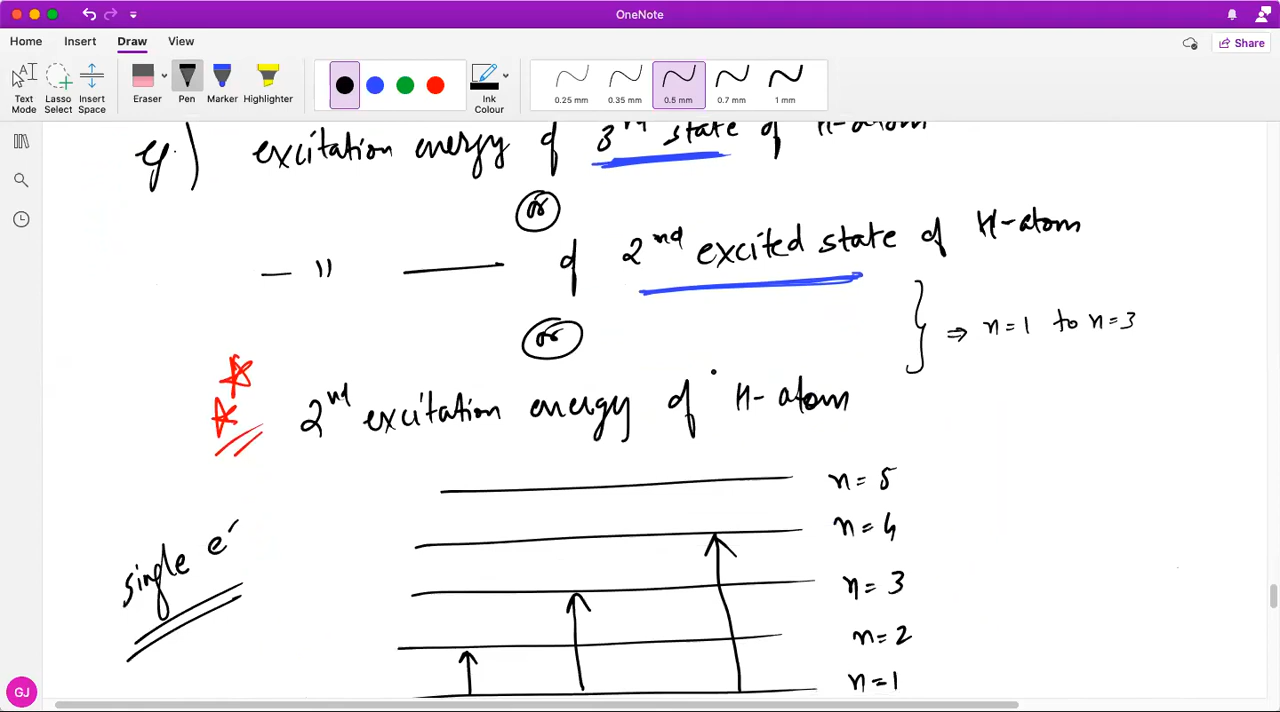 OneNote
Home Insert Draw View
Share
Text Mode
Lasso Select
Insert Space
Eraser
Pen
Marker
Highlighter
Ink Colour
0.25 mm
0.35 mm
0.5 mm
0.7 mm
1 mm
eg.) excitation energy of 3rd state of H-atom
or
— " — of 2nd excited state of H-atom
or
⇒ n=1 to n=3
2nd excitation energy of H-atom
n=5
n=4
single e-
n=3
n=2
n=1
GJ